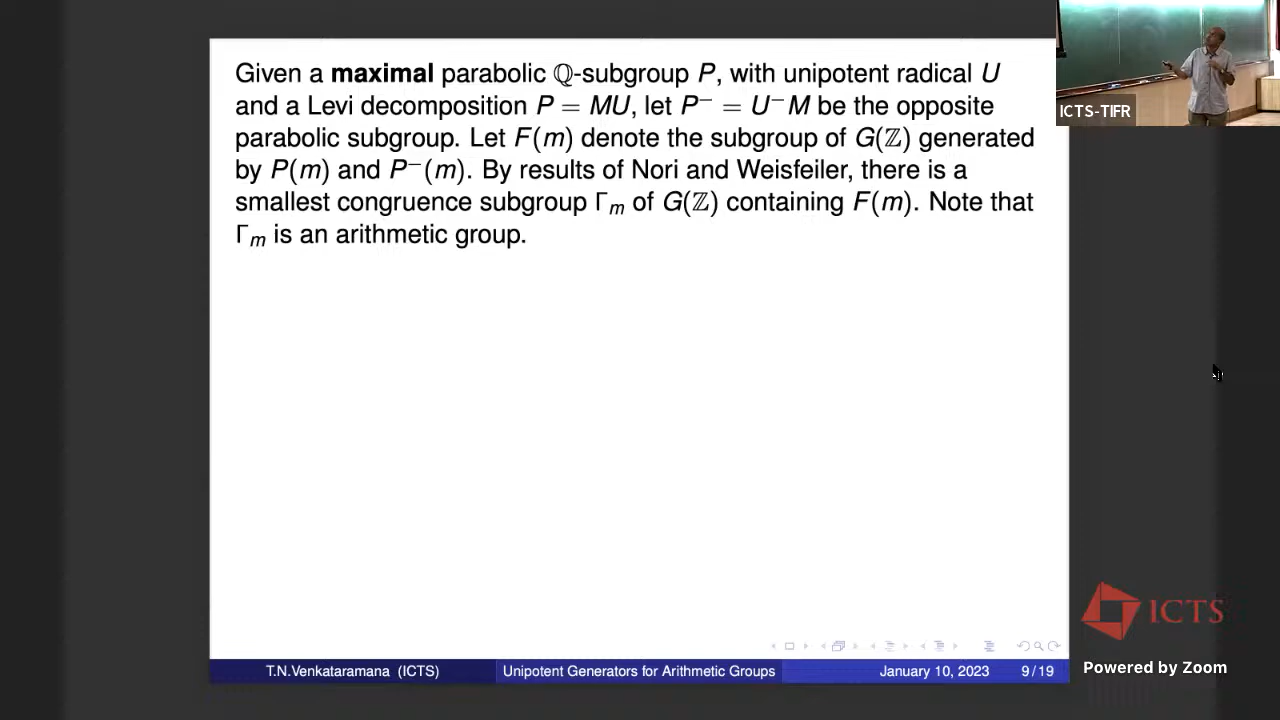 Given a maximal parabolic ℚ-subgroup P, with unipotent radical U
and a Levi decomposition P = MU, let P⁻ = U⁻M be the opposite
parabolic subgroup. Let F(m) denote the subgroup of G(ℤ) generated
by P(m) and P⁻(m). By results of Nori and Weisfeiler, there is a
smallest congruence subgroup Γₘ of G(ℤ) containing F(m). Note that
Γₘ is an arithmetic group.
ICTS-TIFR
ICTS
Powered by Zoom
T.N.Venkataramana (ICTS) Unipotent Generators for Arithmetic Groups January 10, 2023 9 / 19